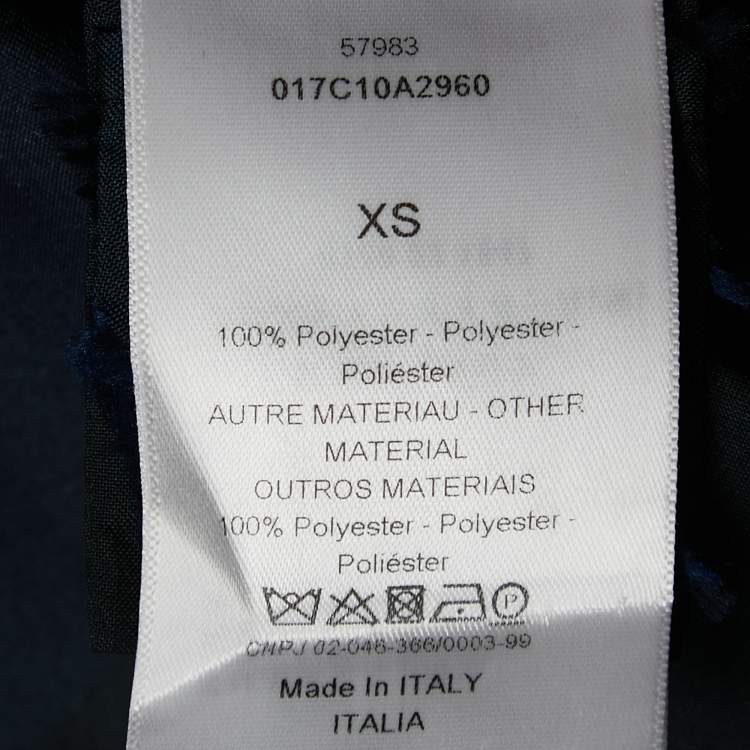 57983
017C10A2960
XS
100% Polyester - Polyester -
Poliéster
AUTRE MATERIAU - OTHER
MATERIAL
OUTROS MATERIAIS
100% Polyester - Polyester -
Poliéster
P
CNPJ 02-046-366/0003-99
Made In ITALY
ITALIA